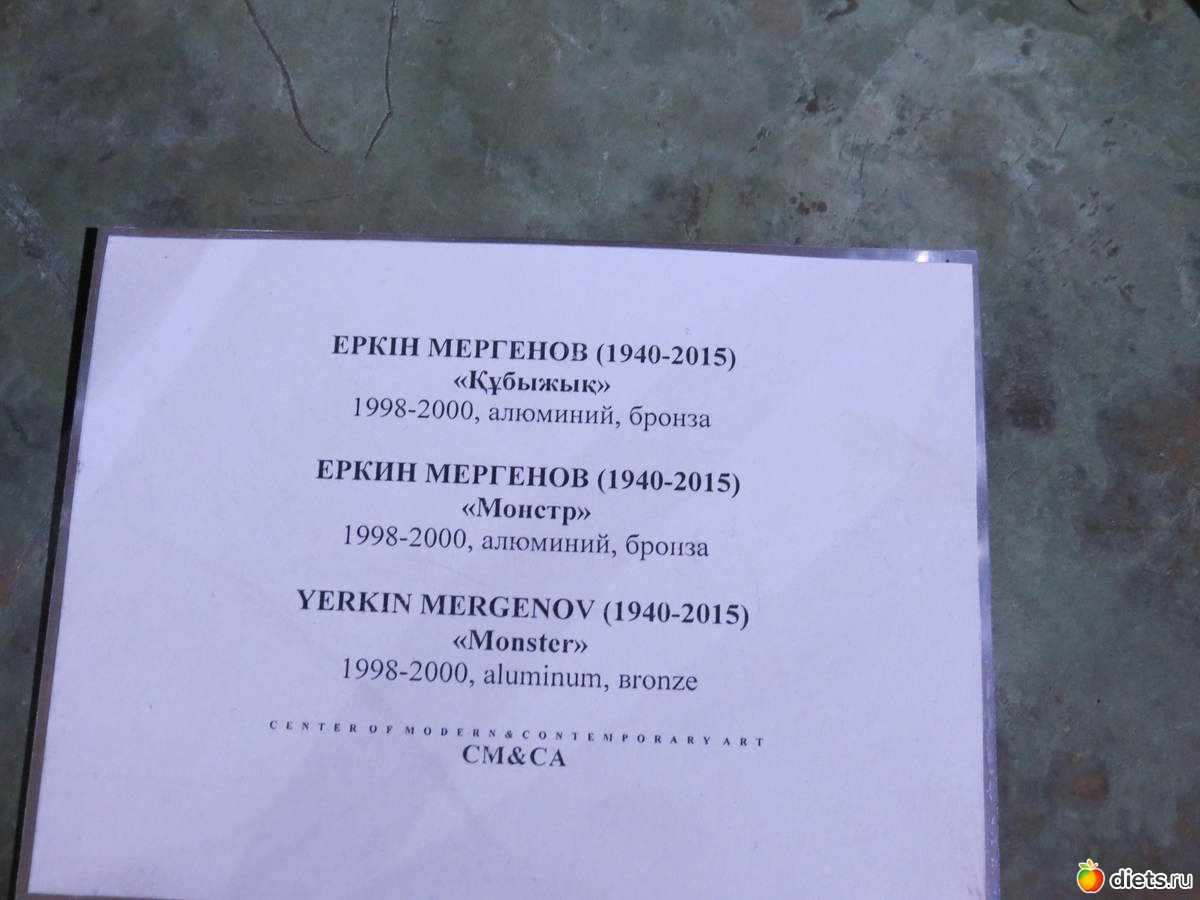 ЕРКІН МЕРГЕНОВ (1940-2015)
«Құбыжық»
1998-2000, алюминий, бронза
ЕРКИН МЕРГЕНОВ (1940-2015)
«Монстр»
1998-2000, алюминий, бронза
YERKIN MERGENOV (1940-2015)
«Monster»
1998-2000, aluminum, вronze
CENTER OF MODERN & CONTEMPORARY ART
CM&CA
diets.ru